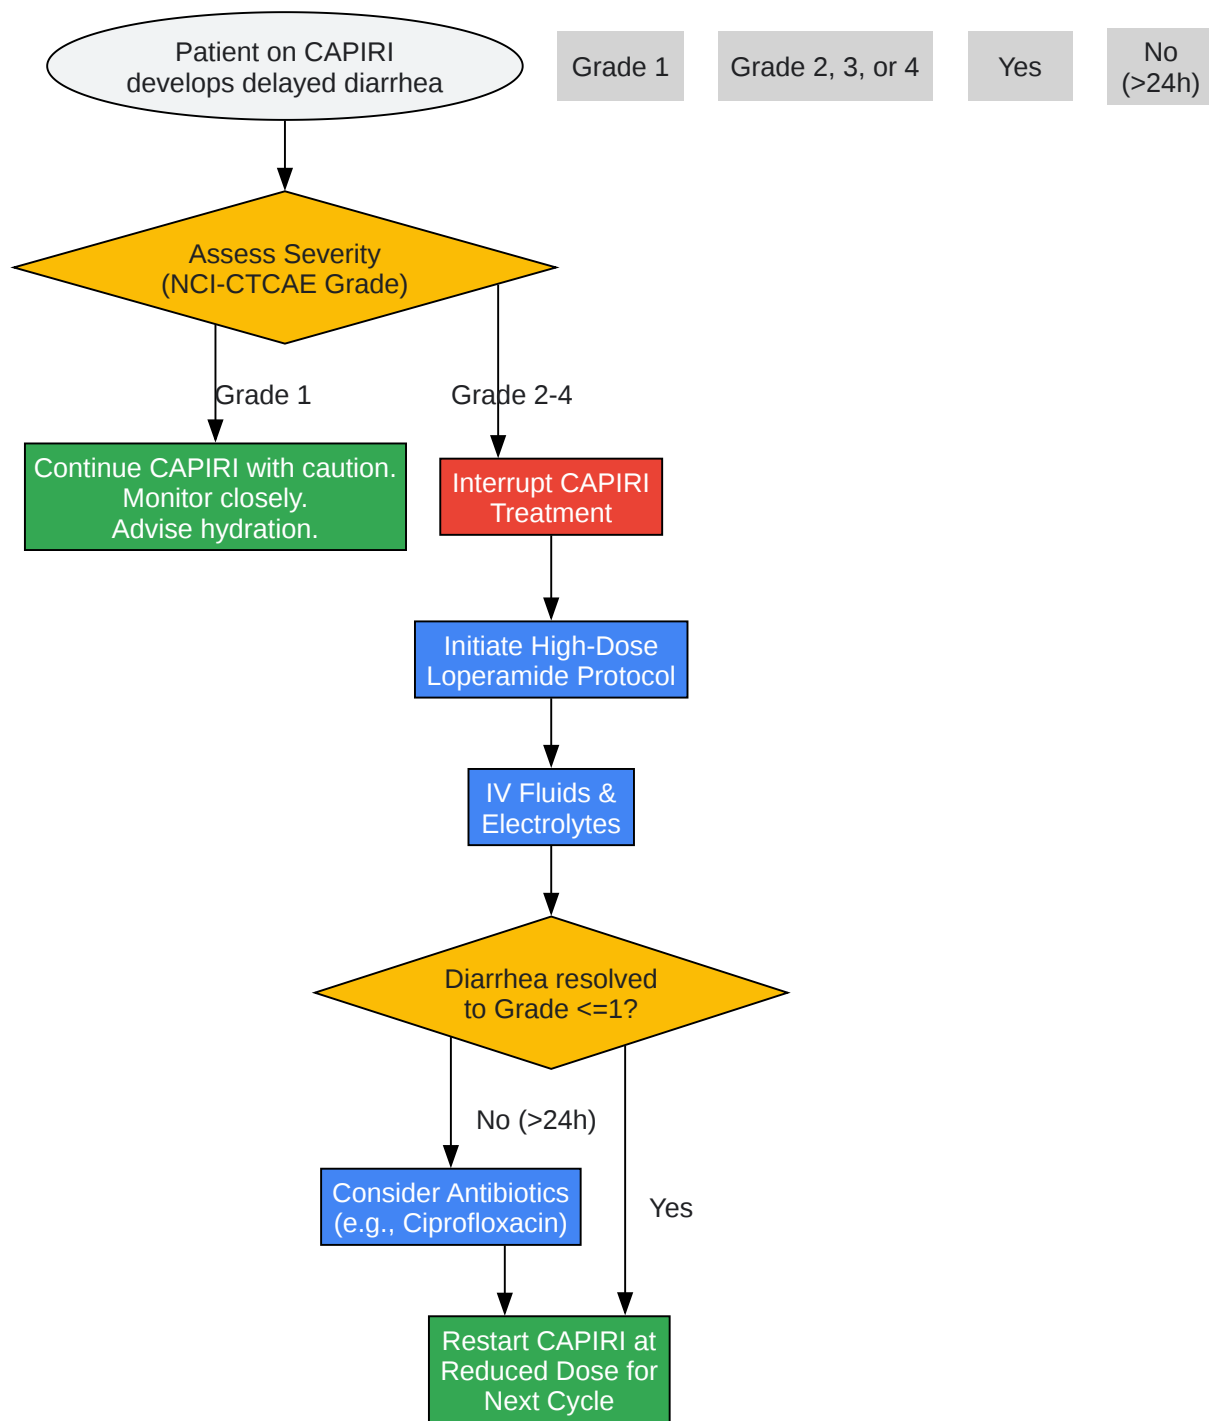 Patient on CAPIRI
develops delayed diarrhea
Grade 1
Grade 2, 3, or 4
Yes
No
(>24h)
Assess Severity
(NCI-CTCAE Grade)
Grade 1
Grade 2-4
Continue CAPIRI with caution.
Monitor closely.
Advise hydration.
Interrupt CAPIRI
Treatment
Initiate High-Dose
Loperamide Protocol
IV Fluids &
Electrolytes
Diarrhea resolved
to Grade <=1?
No (>24h)
Consider Antibiotics
(e.g., Ciprofloxacin)
Yes
Restart CAPIRI at
Reduced Dose for
Next Cycle